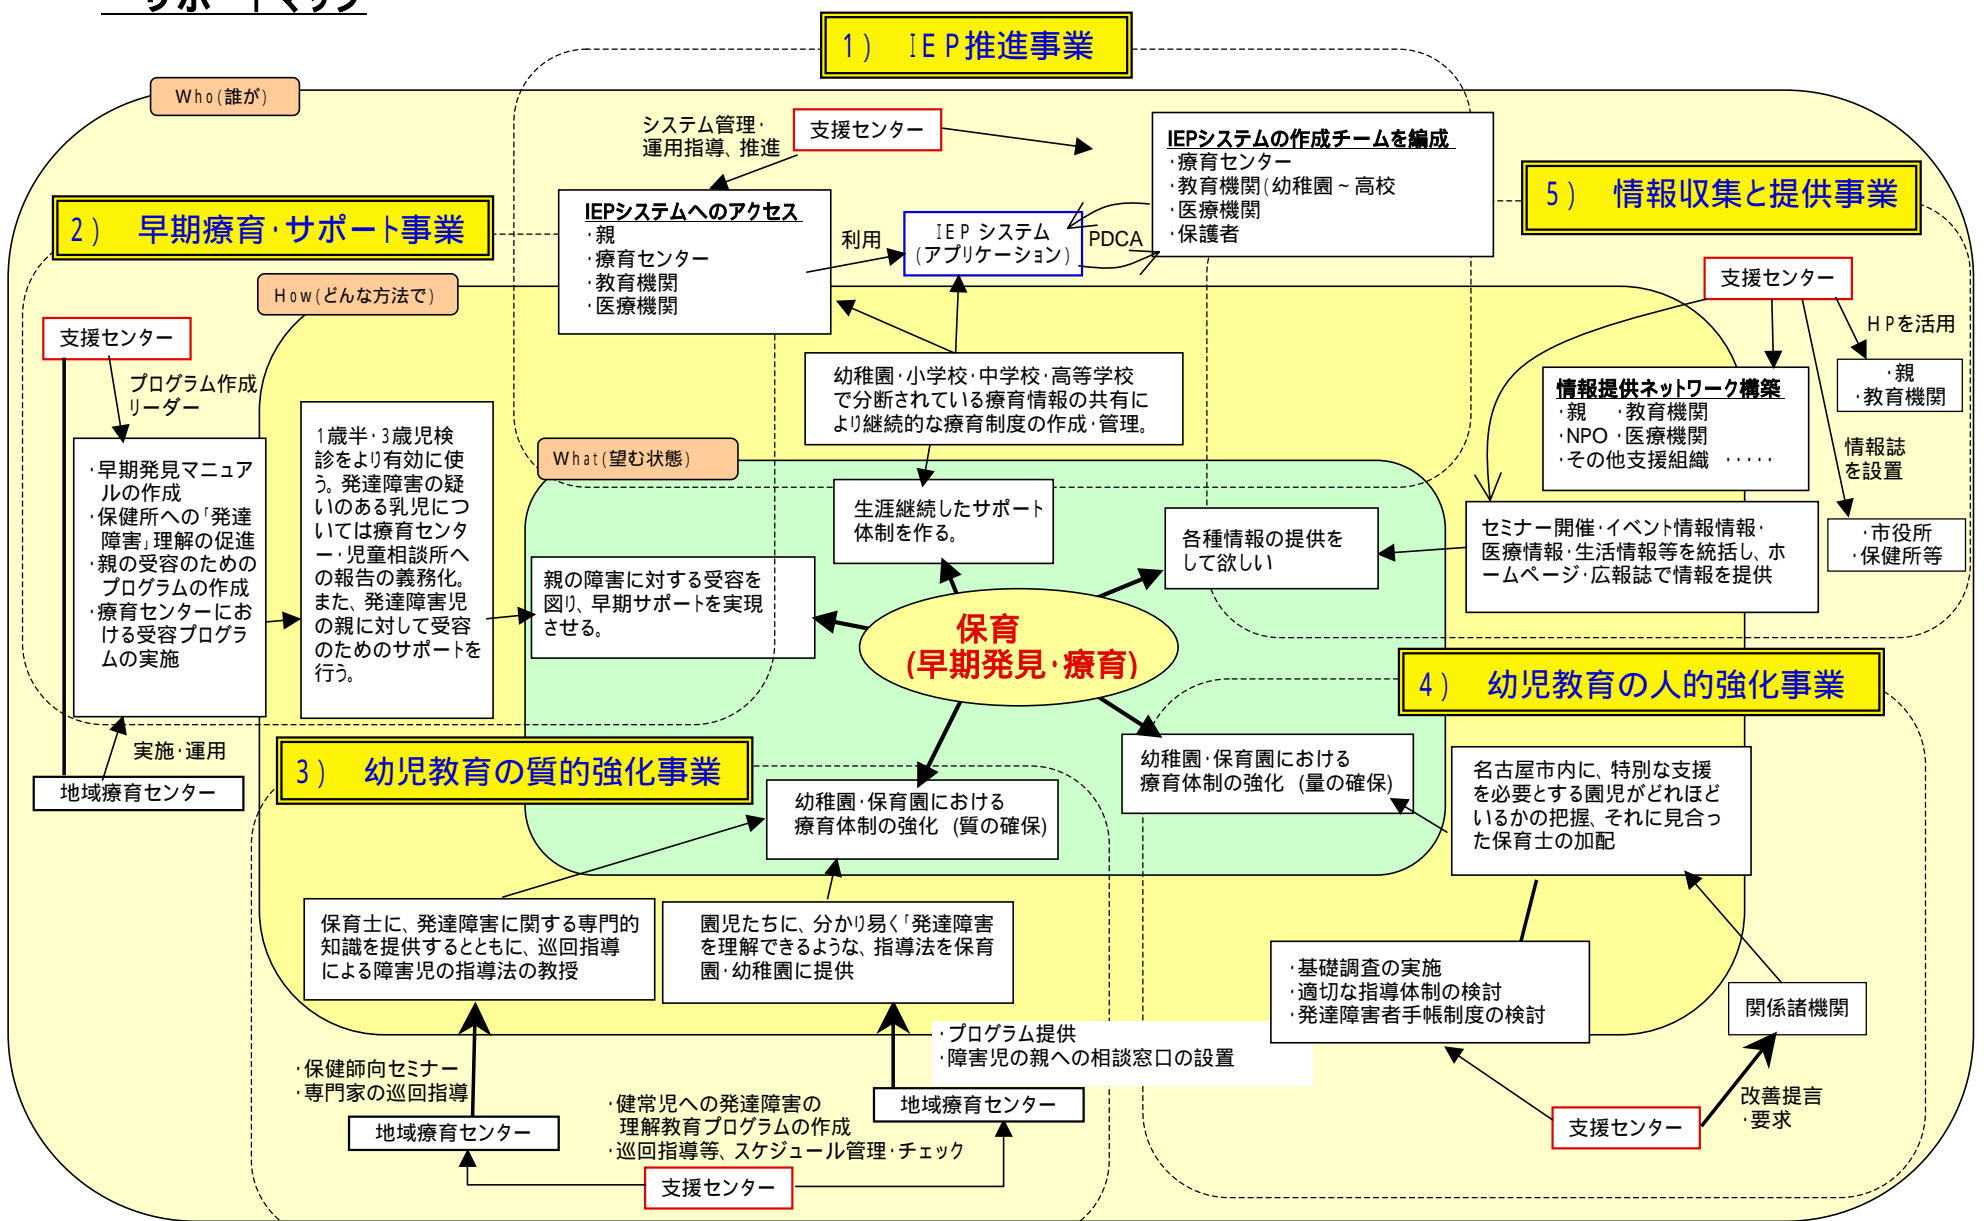 サポートマップ
1) IEP推進事業
Who(誰が)
システム管理・
運用指導、推進
支援センター
IEPシステムの作成チームを編成
・療育センター
・教育機関(幼稚園~高校
・医療機関
・保護者
5) 情報収集と提供事業
2) 早期療育・サポート事業
IEPシステムへのアクセス
・親
・療育センター
・教育機関
・医療機関
利用
IEP システム
(アプリケーション)
PDCA
How(どんな方法で)
支援センター
HPを活用
・親
・教育機関
支援センター
プログラム作成
リーダー
幼稚園・小学校・中学校・高等学校
で分断されている療育情報の共有に
より継続的な療育制度の作成・管理。
情報提供ネットワーク構築
・親 ・教育機関
・NPO ・医療機関
・その他支援組織 ・・・・・
情報誌
を設置
・市役所
・保健所等
What(望む状態)
・早期発見マニュア
ルの作成
・保健所への「発達
障害」理解の促進
・親の受容のための
プログラムの作成
・療育センターにお
ける受容プログラ
ムの実施
1歳半・3歳児検
診をより有効に使
う。発達障害の疑
いのある乳児につ
いては療育センタ
ー・児童相談所へ
の報告の義務化。
また、発達障害児
の親に対して受容
のためのサポートを
行う。
生涯継続したサポート
体制を作る。
各種情報の提供を
して欲しい
セミナー開催・イベント情報情報・
医療情報・生活情報等を統括し、ホ
ームページ・広報誌で情報を提供
親の障害に対する受容を
図り、早期サポートを実現
させる。
保育
(早期発見・療育)
4) 幼児教育の人的強化事業
実施・運用
地域療育センター
3) 幼児教育の質的強化事業
幼稚園・保育園における
療育体制の強化 (質の確保)
幼稚園・保育園における
療育体制の強化 (量の確保)
名古屋市内に、特別な支援
を必要とする園児がどれほど
いるかの把握、それに見合っ
た保育士の加配
保育士に、発達障害に関する専門的
知識を提供するとともに、巡回指導
による障害児の指導法の教授
園児たちに、分かり易く「発達障害
を理解できるような、指導法を保育
園・幼稚園に提供
・基礎調査の実施
・適切な指導体制の検討
・発達障害者手帳制度の検討
関係諸機関
・プログラム提供
・障害児の親への相談窓口の設置
・保健師向セミナー
・専門家の巡回指導
地域療育センター
・健常児への発達障害の
理解教育プログラムの作成
・巡回指導等、スケジュール管理・チェック
地域療育センター
支援センター
支援センター
改善提言
・要求